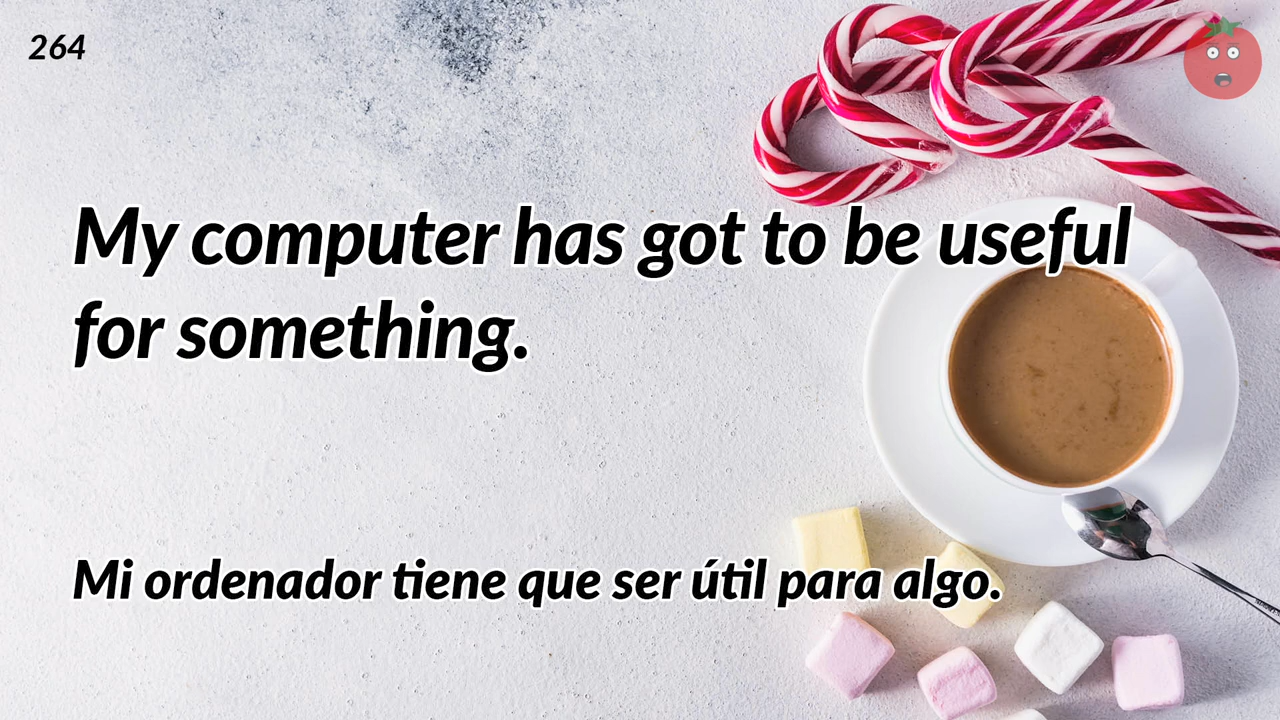 264
My computer has got to be useful
for something.
Mi ordenador tiene que ser útil para algo.